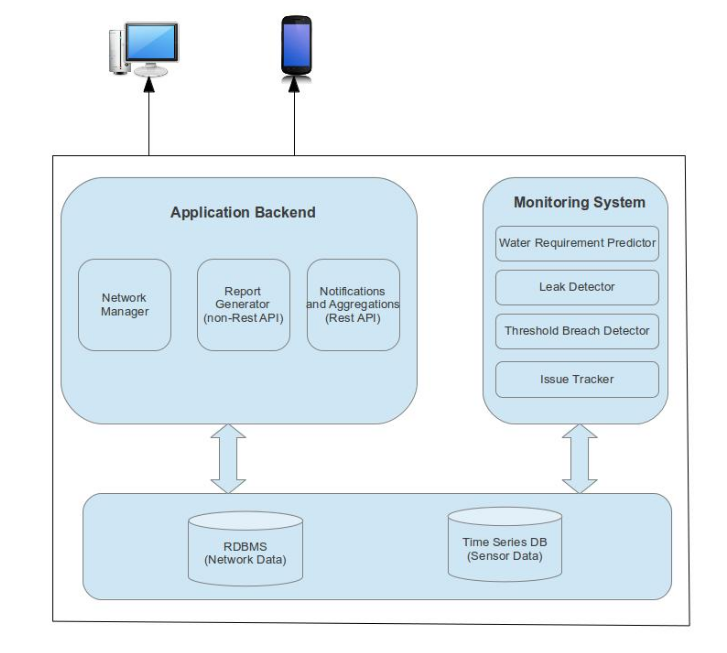 Application Backend
Monitoring System
Network
Manager
Report
Generator
(non-Rest API)
Notifications
and Aggregations
(Rest API)
Water Requirement Predictor
Leak Detector
Threshold Breach Detector
Issue Tracker
RDBMS
(Network Data)
Time Series DB
(Sensor Data)